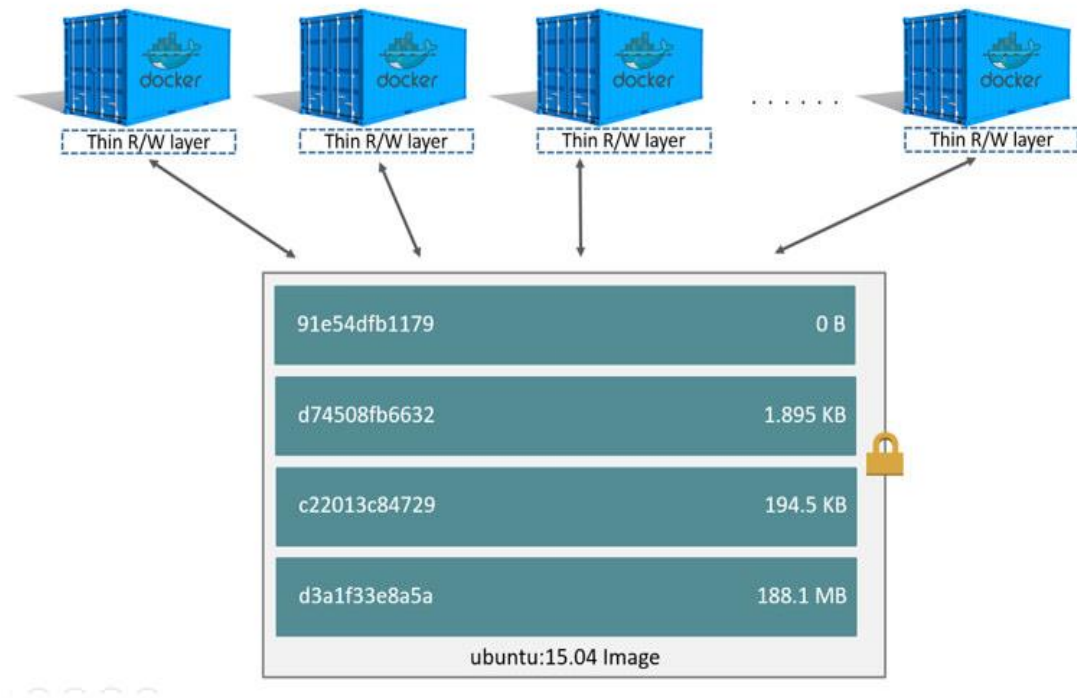 docker docker docker docker
Thin R/W layer Thin R/W layer Thin R/W layer ...... Thin R/W layer
91e54dfb1179 0 B
d74508fb6632 1.895 KB
c22013c84729 194.5 KB
d3a1f33e8a5a 188.1 MB
ubuntu:15.04 Image